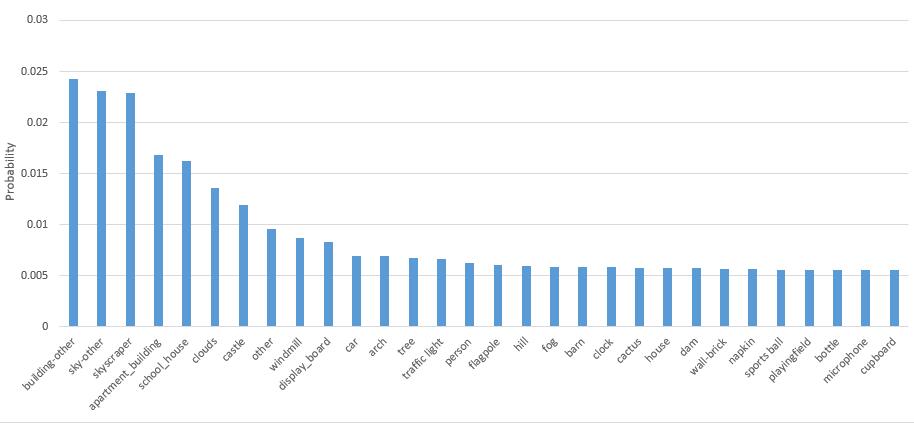 0.03
0.025
0.02
0.015
0.01
0.005
0
Probability
building-other
sky-other
skyscraper
apartment_building
school_house
clouds
castle
other
windmill
display_board
car
arch
tree
traffic light
person
flagpole
hill
fog
barn
clock
cactus
house
dam
wall-brick
napkin
sports ball
playingfield
bottle
microphone
cupboard